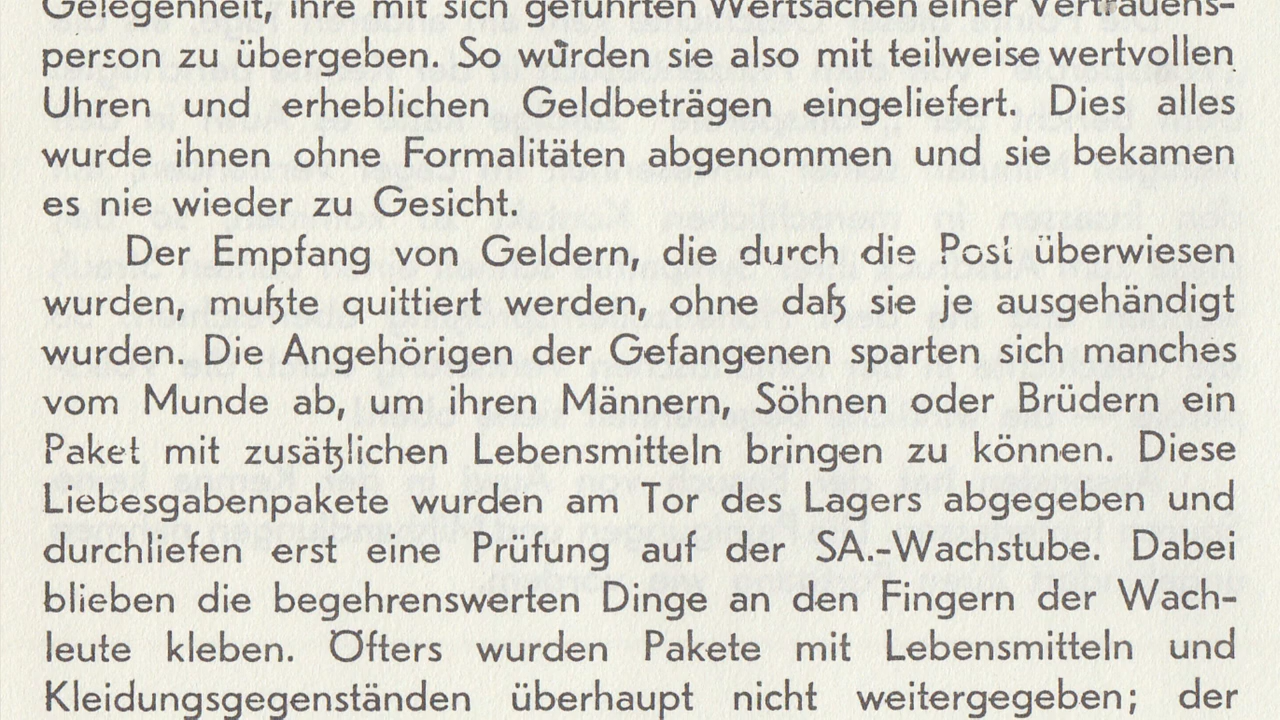 Gelegenheit, ihre mit sich geführten Wertsachen einer Vertrauens-
person zu übergeben. So wurden sie also mit teilweise wertvollen
Uhren und erheblichen Geldbeträgen eingeliefert. Dies alles
wurde ihnen ohne Formalitäten abgenommen und sie bekamen
es nie wieder zu Gesicht.
Der Empfang von Geldern, die durch die Post überwiesen
wurden, mußte quittiert werden, ohne daß sie je ausgehändigt
wurden. Die Angehörigen der Gefangenen sparten sich manches
vom Munde ab, um ihren Männern, Söhnen oder Brüdern ein
Paket mit zusätzlichen Lebensmitteln bringen zu können. Diese
Liebesgabenpakete wurden am Tor des Lagers abgegeben und
durchliefen erst eine Prüfung auf der SA.-Wachstube. Dabei
blieben die begehrenswerten Dinge an den Fingern der Wach-
leute kleben. Öfters wurden Pakete mit Lebensmitteln und
Kleidungsgegenständen überhaupt nicht weitergegeben; der